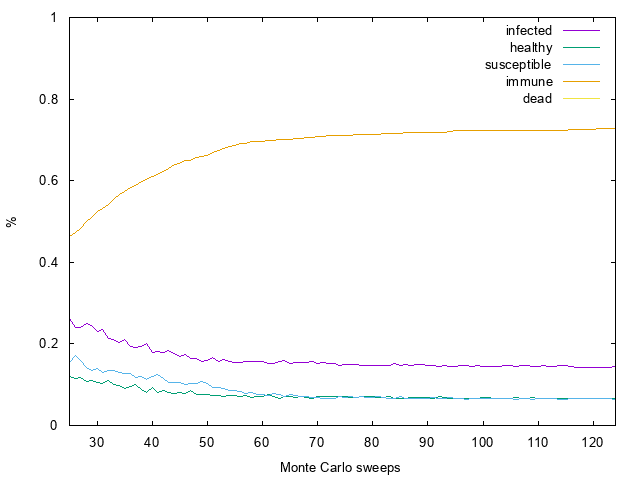 1
0.8
0.6
0.4
0.2
0
%
infected
healthy
susceptible
immune
dead
30 40 50 60 70 80 90 100 110 120
Monte Carlo sweeps